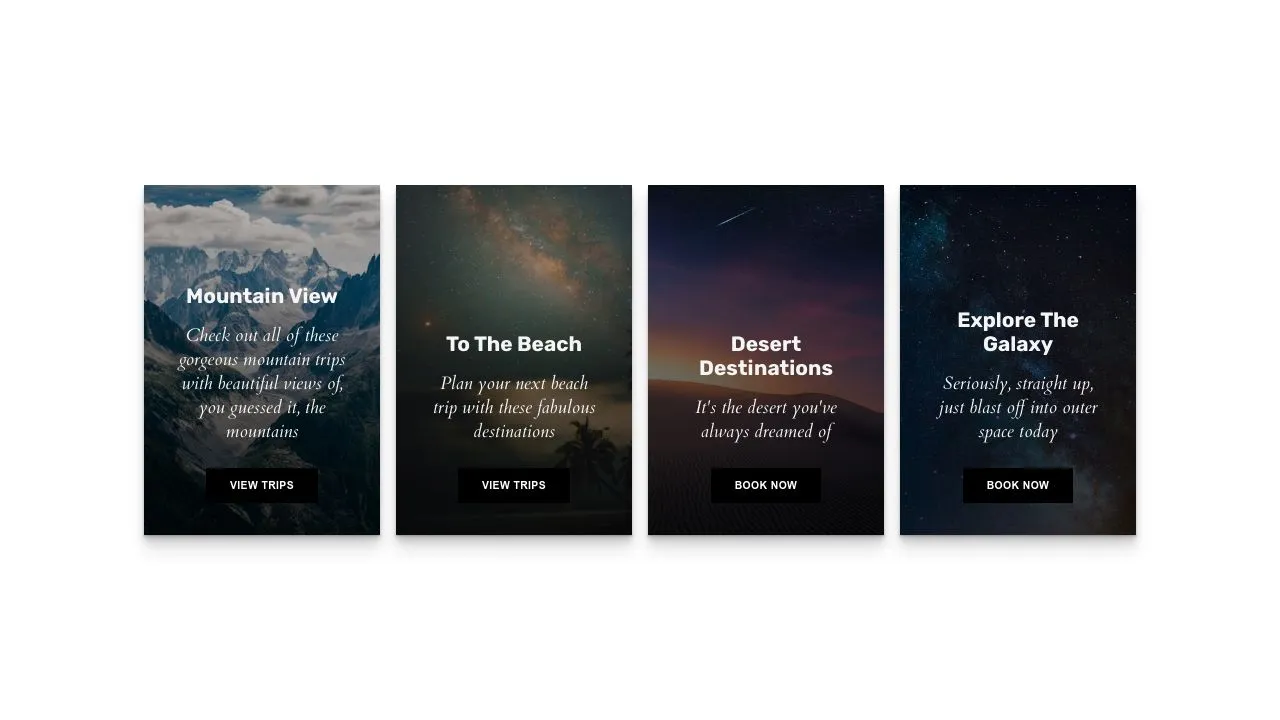 Mountain View
Check out all of these
gorgeous mountain trips
with beautiful views of,
you guessed it, the
mountains
VIEW TRIPS
To The Beach
Plan your next beach
trip with these fabulous
destinations
VIEW TRIPS
Desert
Destinations
It's the desert you've
always dreamed of
BOOK NOW
Explore The
Galaxy
Seriously, straight up,
just blast off into outer
space today
BOOK NOW